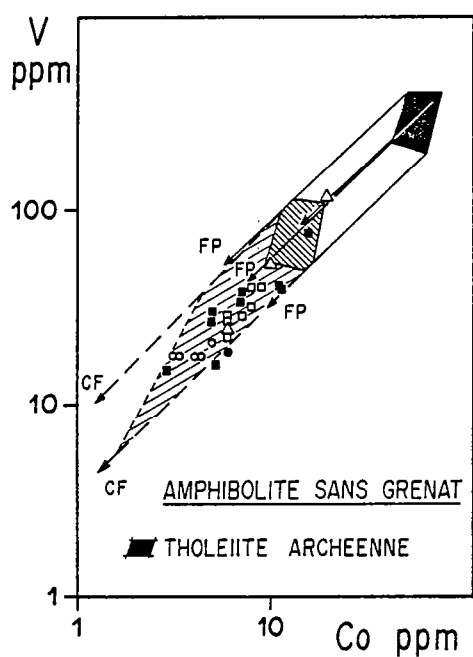 V
ppm
100
10
1
FP
FP
FP
CF
CF
AMPHIBOLITE SANS GRENAT
THOLEIITE ARCHEENNE
1
10
Co ppm